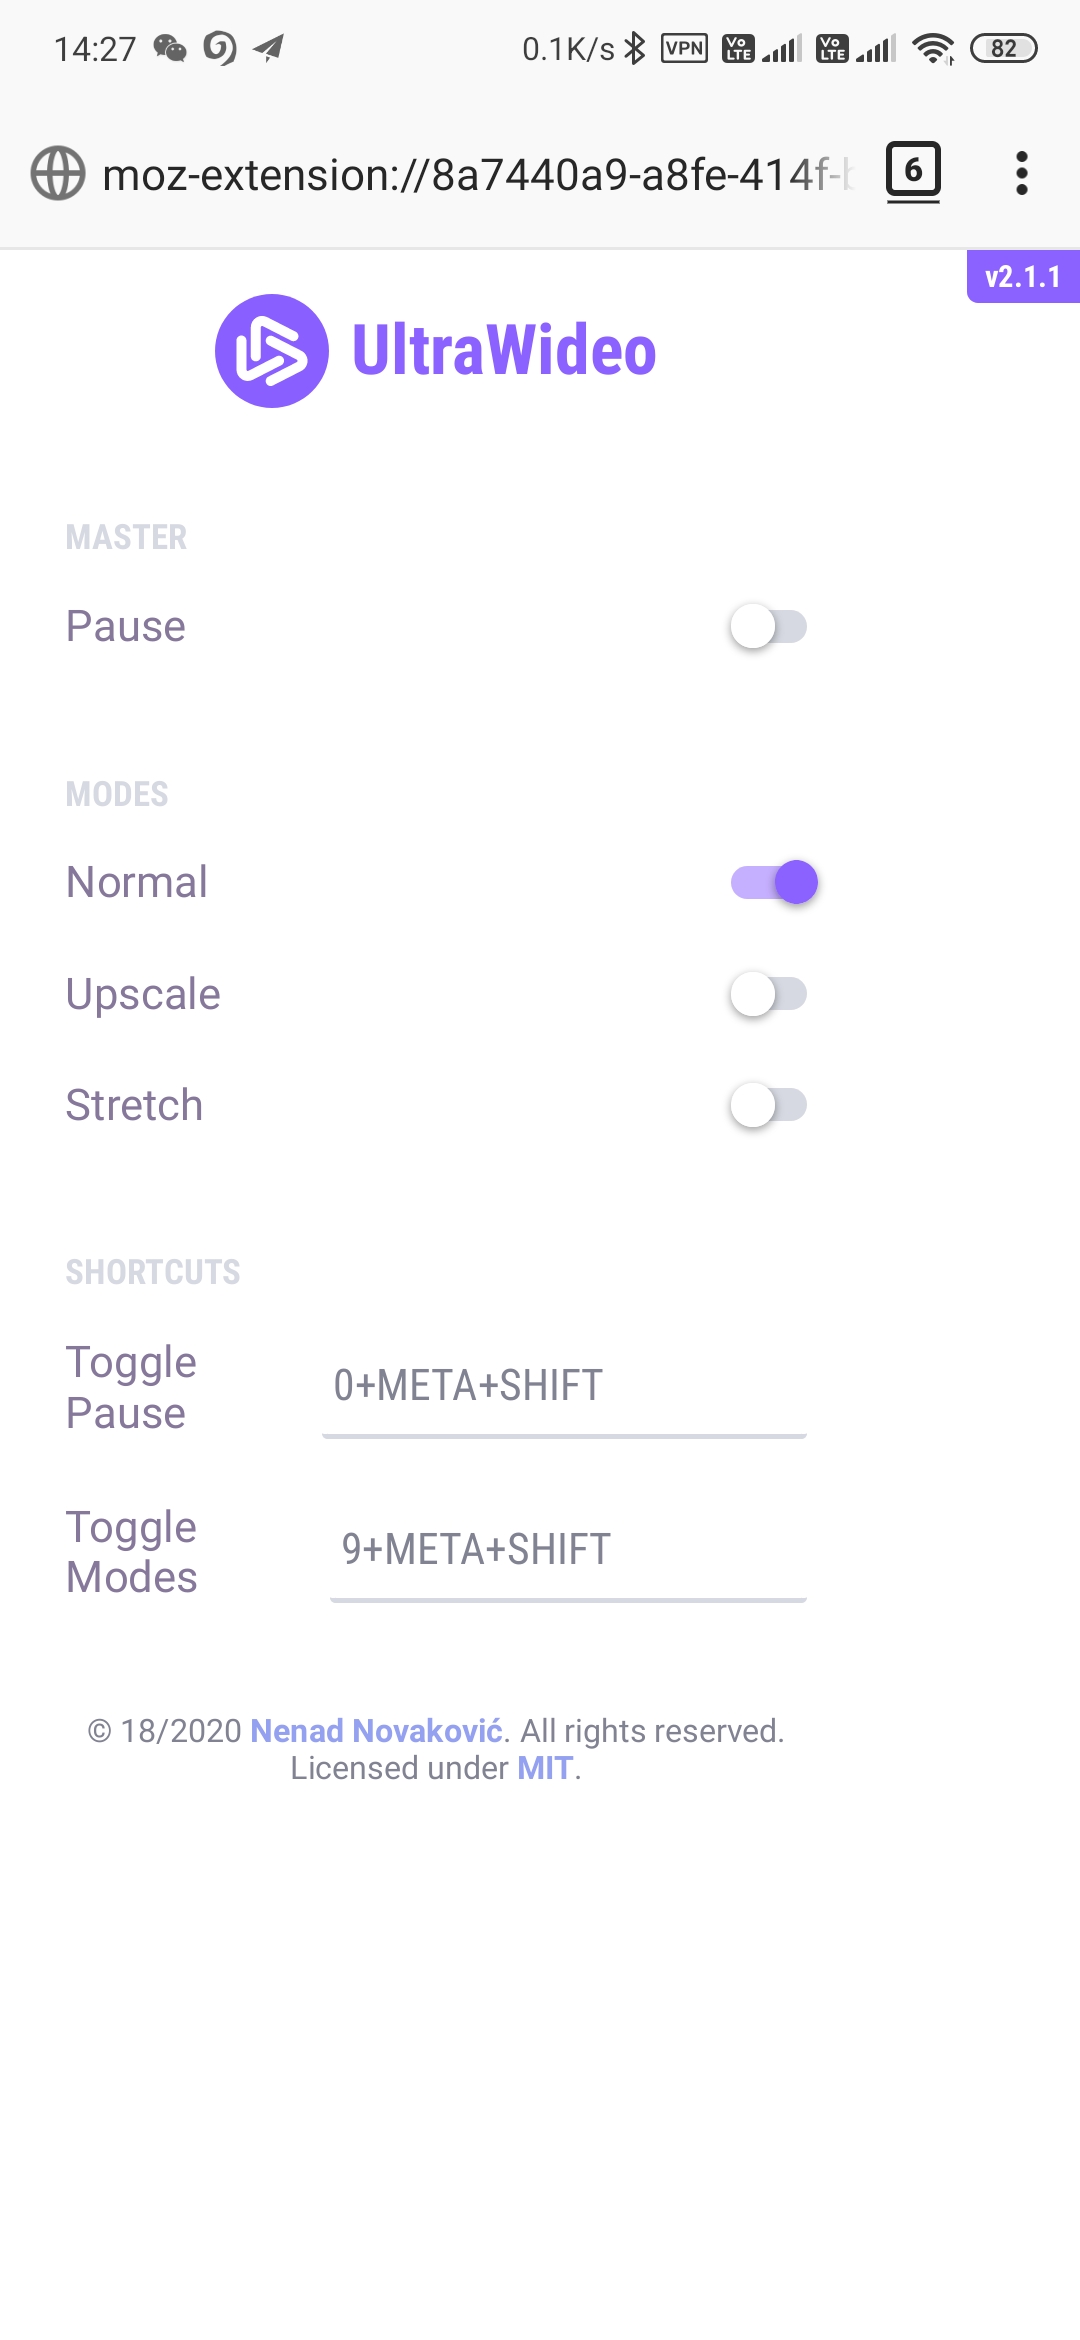 14:27 0.1K/s VPN Vo LTE Vo LTE 82
moz-extension://8a7440a9-a8fe-414f-b 6
v2.1.1
UltraWideo
MASTER
Pause
MODES
Normal
Upscale
Stretch
SHORTCUTS
Toggle
Pause
0+META+SHIFT
Toggle
Modes
9+META+SHIFT
© 18/2020 Nenad Novaković. All rights reserved.
Licensed under MIT.